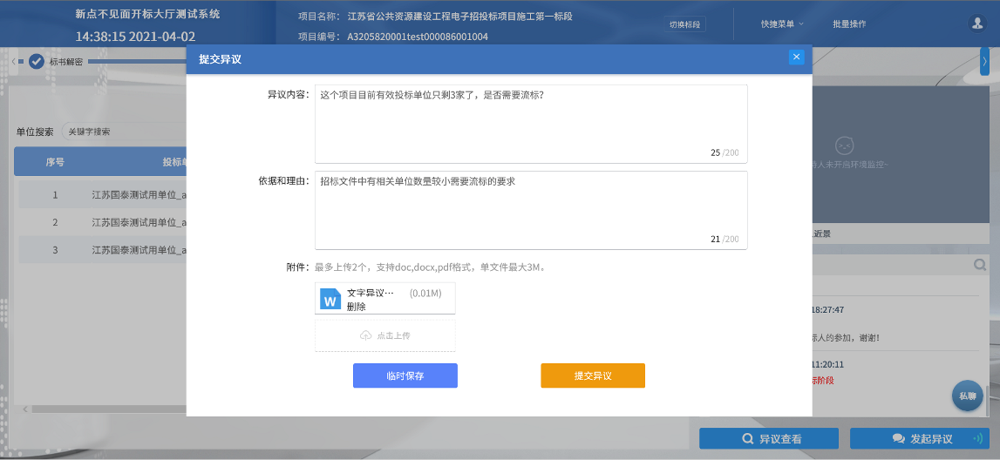 新点不见面开标大厅测试系统
14:38:15 2021-04-02
项目名称： 江苏省公共资源建设工程电子招投标项目施工第一标段
项目编号： A3205820001test000086001004
切换标段
快捷菜单
批量操作
标书解密
提交异议
异议内容：
这个项目目前有效投标单位只剩3家了，是否需要流标？
25 /200
依据和理由：
招标文件中有相关单位数量较小需要流标的要求
21 /200
附件：
最多上传2个，支持doc,docx,pdf格式，单文件最大3M。
W
文字异议… (0.01M)
删除
点击上传
临时保存
提交异议
单位搜索
关键字搜索
序号 投标单
1 江苏国泰测试用单位_a
2 江苏国泰测试用单位_a
3 江苏国泰测试用单位_a
人未开启环境监控~
近景
18:27:47
标人的参加，谢谢！
11:20:11
标阶段
私聊
异议查看
发起异议